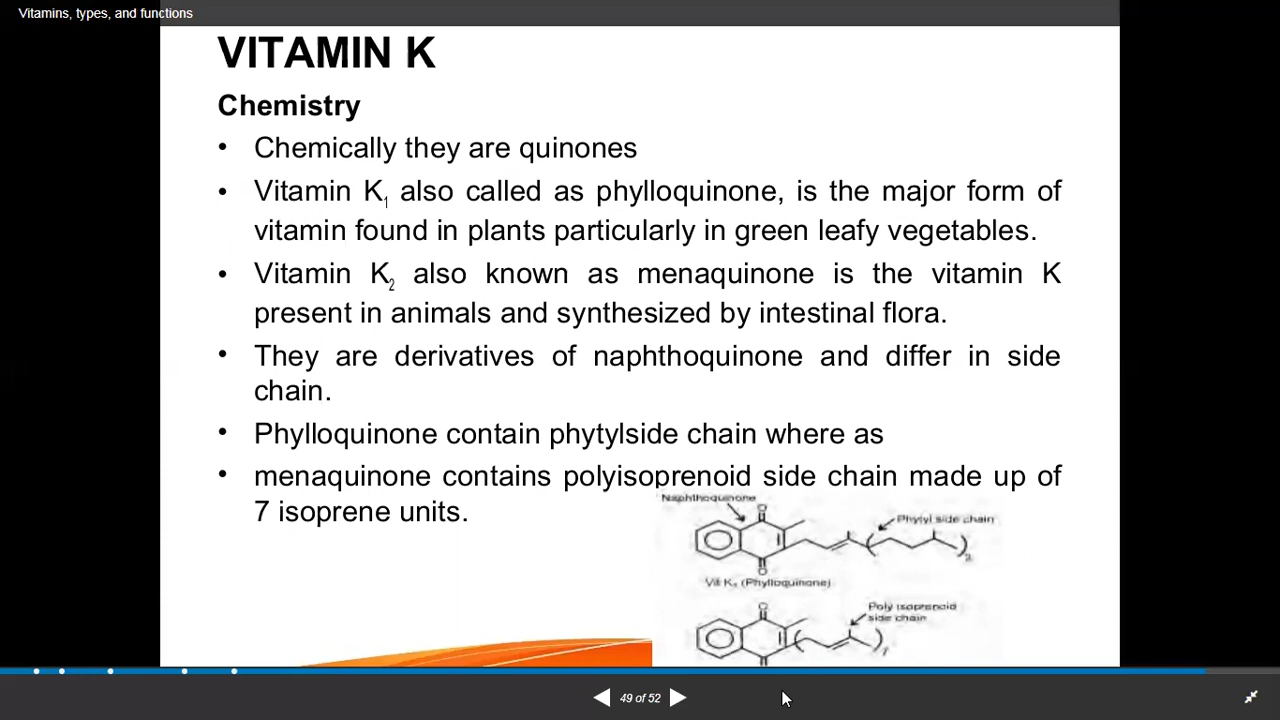 Vitamins, types, and functions
VITAMIN K
Chemistry
• Chemically they are quinones
• Vitamin K1 also called as phylloquinone, is the major form of
vitamin found in plants particularly in green leafy vegetables.
• Vitamin K2 also known as menaquinone is the vitamin K
present in animals and synthesized by intestinal flora.
• They are derivatives of naphthoquinone and differ in side
chain.
• Phylloquinone contain phytylside chain where as
• menaquinone contains polyisoprenoid side chain made up of
7 isoprene units.
Naphthoquinone
O
Phytyl side chain
2
O
Vit K1 (Phylloquinone)
O
Poly isoprenoid
side chain
49 of 52